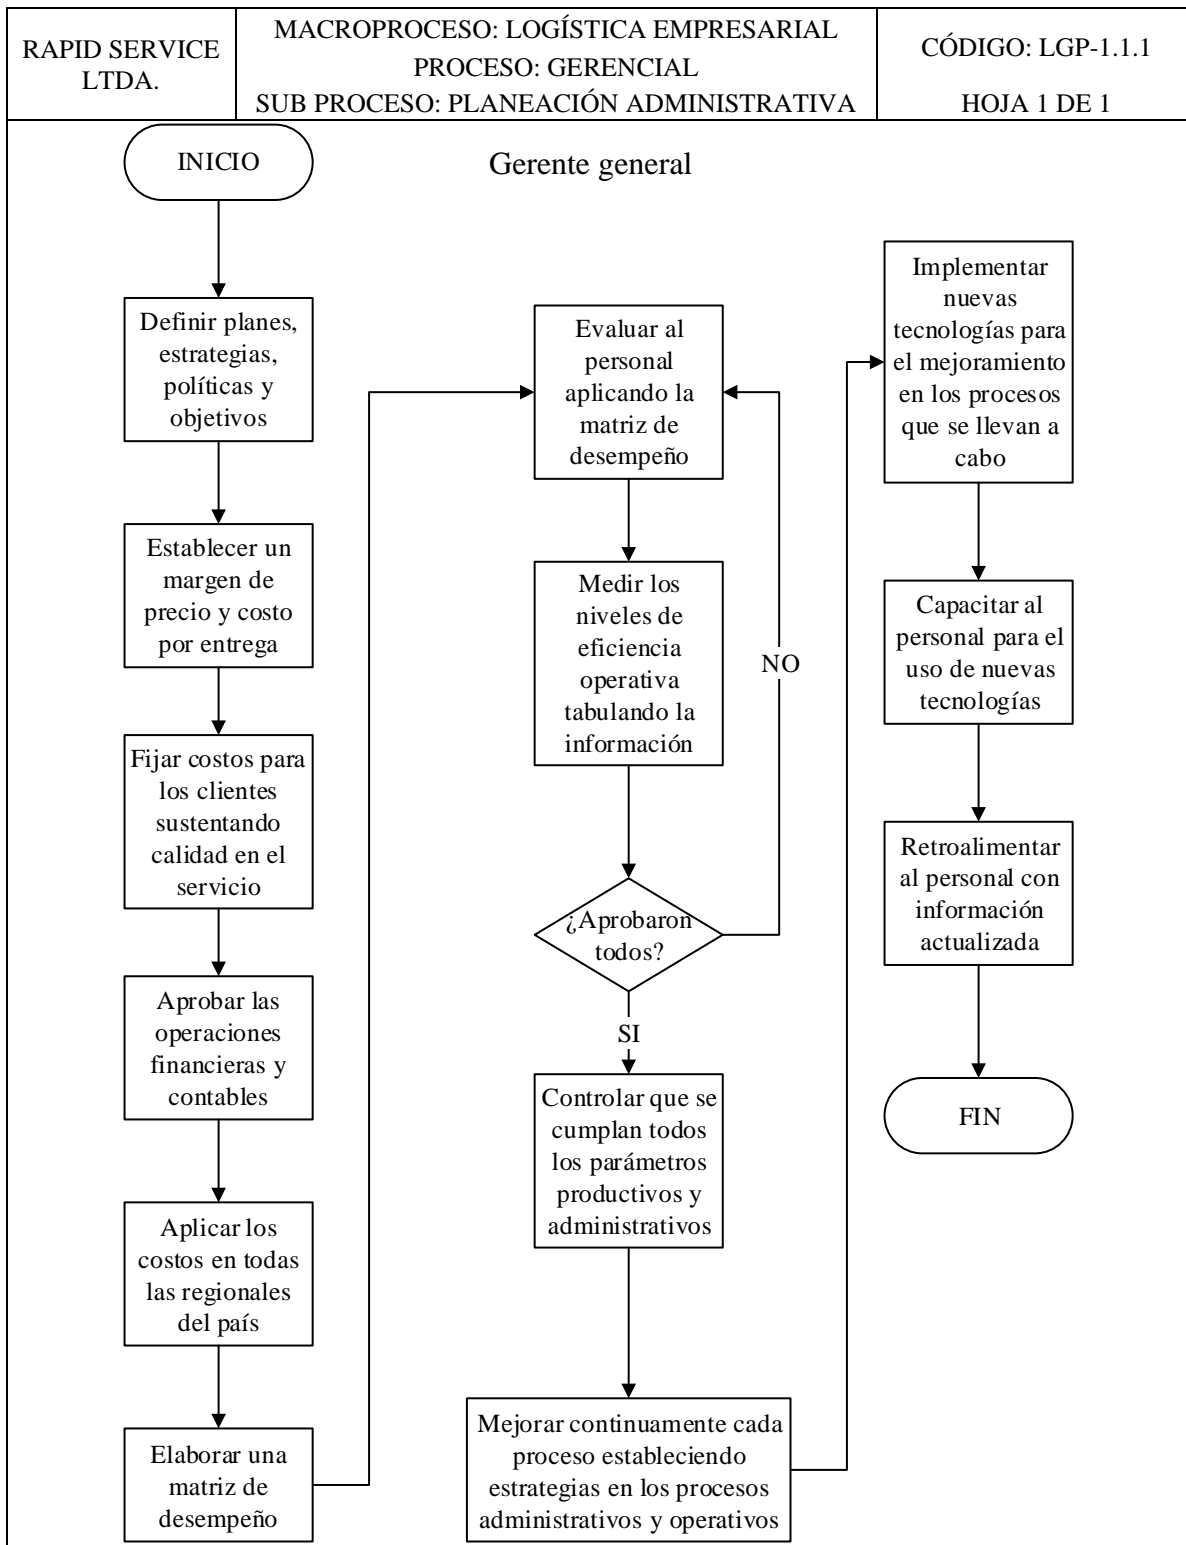 RAPID SERVICE
LTDA.
MACROPROCESO: LOGÍSTICA EMPRESARIAL
PROCESO: GERENCIAL
SUB PROCESO: PLANEACIÓN ADMINISTRATIVA
CÓDIGO: LGP-1.1.1
HOJA 1 DE 1
Gerente general
INICIO
Definir planes,
estrategias,
políticas y
objetivos
Establecer un
margen de
precio y costo
por entrega
Fijar costos para
los clientes
sustentando
calidad en el
servicio
Aprobar las
operaciones
financieras y
contables
Aplicar los
costos en todas
las regionales
del país
Elaborar una
matriz de
desempeño
Evaluar al
personal
aplicando la
matriz de
desempeño
Medir los
niveles de
eficiencia
operativa
tabulando la
información
¿Aprobaron
todos?
NO
SI
Controlar que se
cumplan todos
los parámetros
productivos y
administrativos
Mejorar continuamente cada
proceso estableciendo
estrategias en los procesos
administrativos y operativos
Implementar
nuevas
tecnologías para
el mejoramiento
en los procesos
que se llevan a
cabo
Capacitar al
personal para el
uso de nuevas
tecnologías
Retroalimentar
al personal con
información
actualizada
FIN